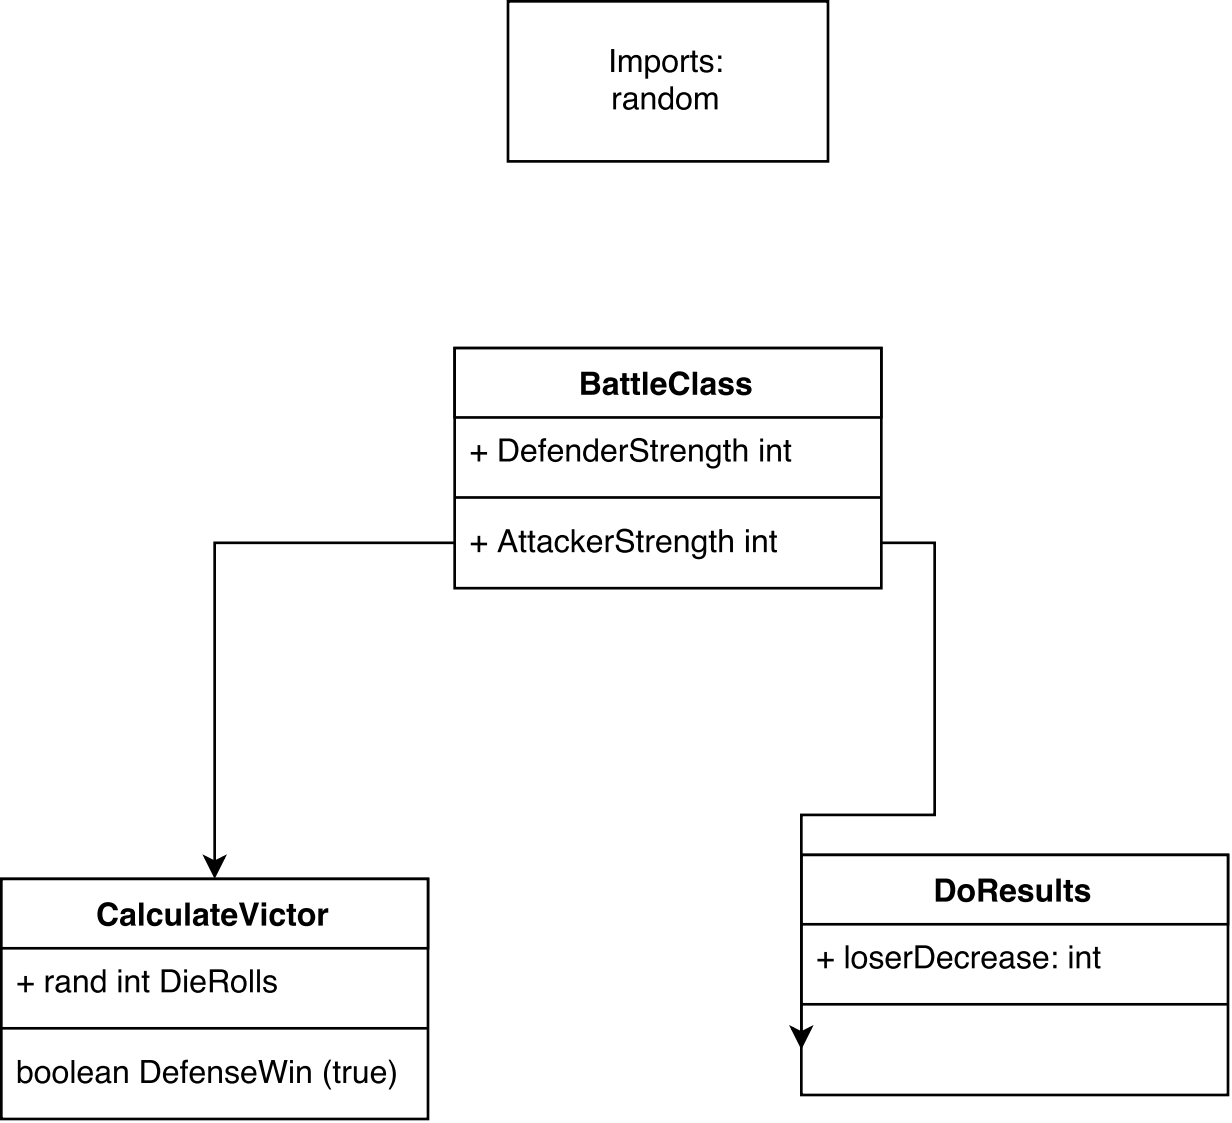 Imports:
random
BattleClass
+ DefenderStrength int
+ AttackerStrength int
CalculateVictor
+ rand int DieRolls
boolean DefenseWin (true)
DoResults
+ loserDecrease: int